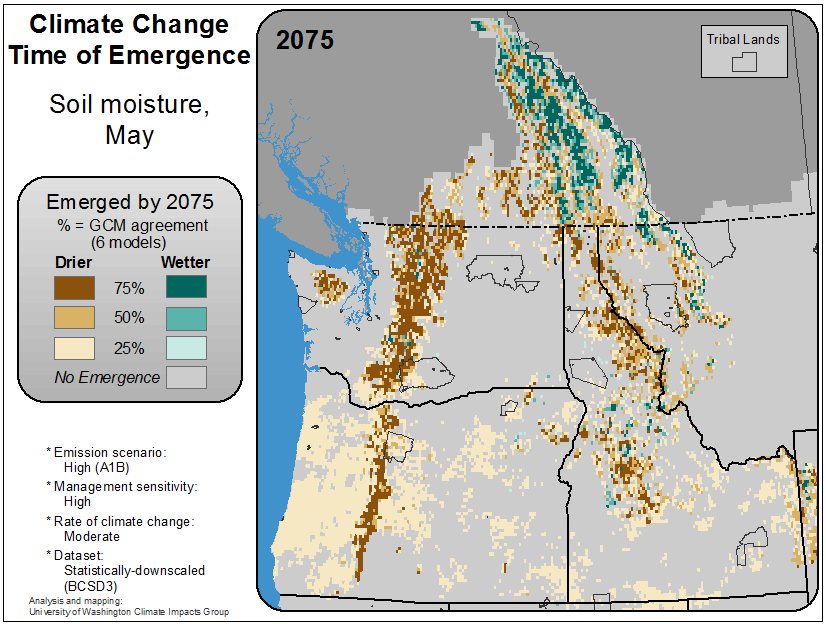 Climate Change
Time of Emergence
Soil moisture,
May
2075
Tribal Lands
Emerged by 2075
% = GCM agreement
(6 models)
Drier Wetter
75%
50%
25%
No Emergence
* Emission scenario:
High (A1B)
* Management sensitivity:
High
* Rate of climate change:
Moderate
* Dataset:
Statistically-downscaled
(BCSD3)
Analysis and mapping:
University of Washington Climate Impacts Group